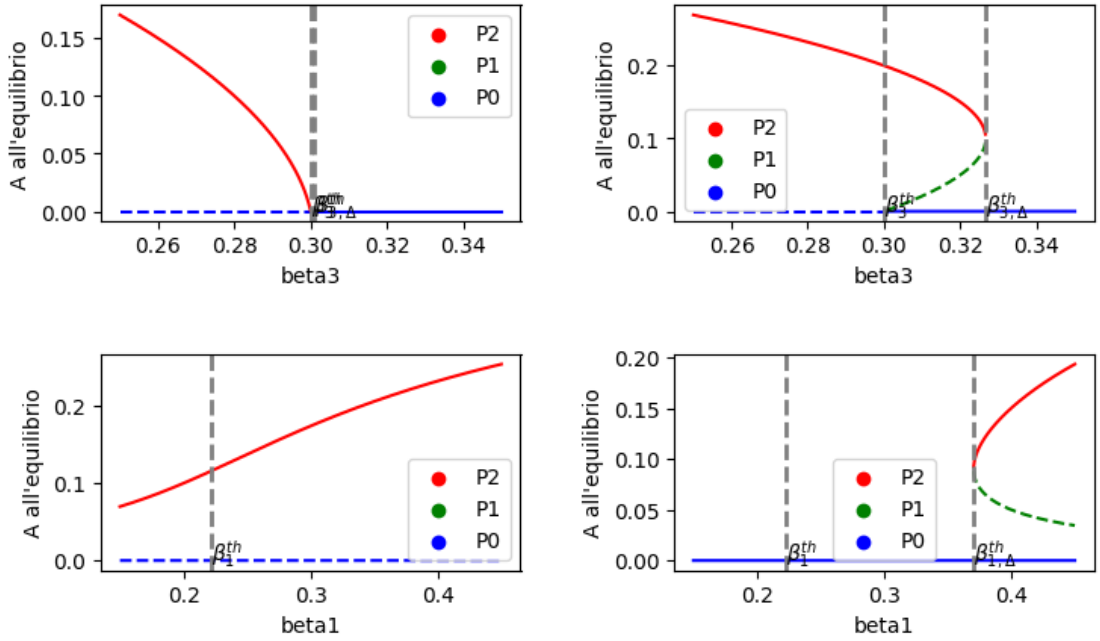 A all'equilibrio
0.15
0.10
0.05
0.00
P2
P1
P0
0.26
0.28
0.30
0.32
0.34
beta3
A all'equilibrio
0.2
0.1
0.0
P2
P1
P0
β₃ᵗʰ
β₃,Δᵗʰ
0.26
0.28
0.30
0.32
0.34
beta3
A all'equilibrio
0.2
0.1
0.0
P2
P1
P0
β₁ᵗʰ
0.2
0.3
0.4
beta1
A all'equilibrio
0.20
0.15
0.10
0.05
0.00
P2
P1
P0
β₁ᵗʰ
β₁,Δᵗʰ
0.2
0.3
0.4
beta1